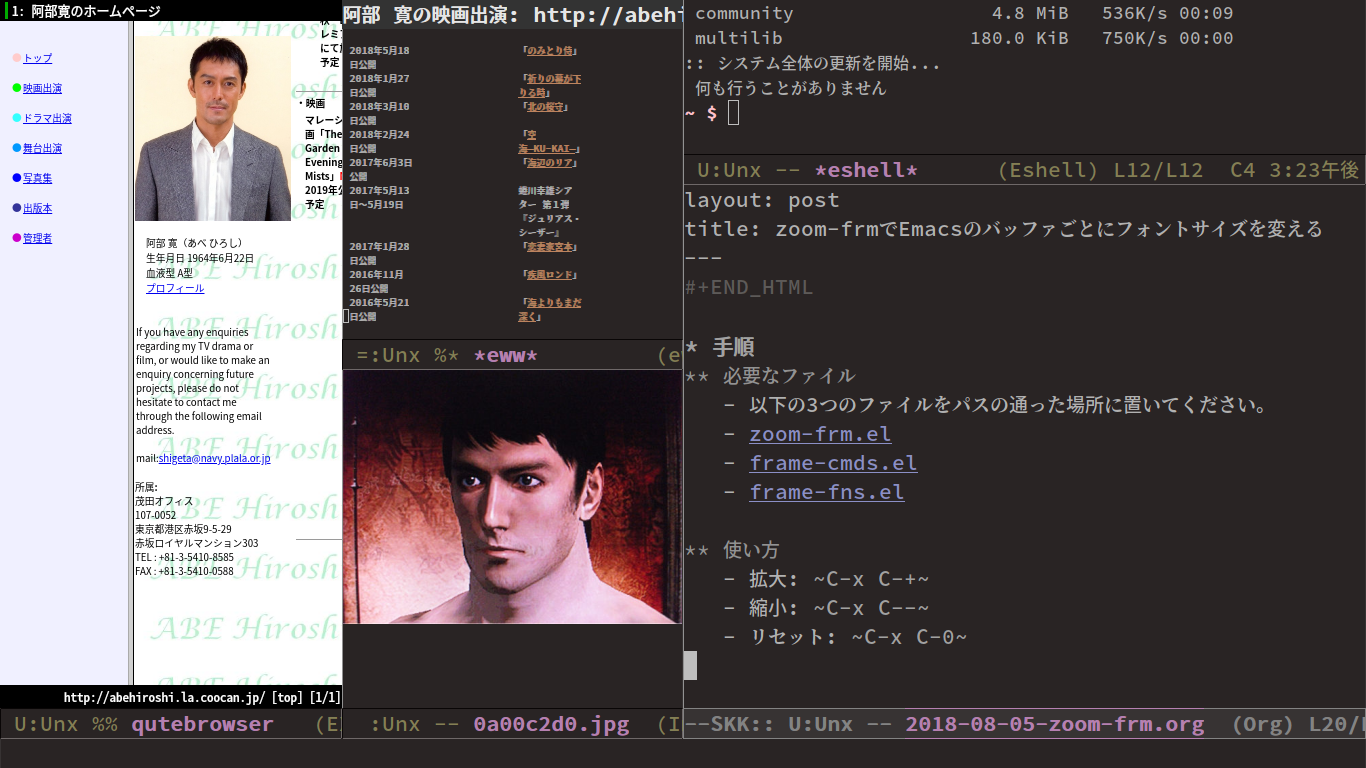 1: 阿部寛のホームページ
トップ
映画出演
ドラマ出演
舞台出演
写真集
出版本
管理者
レミ
にて
予定
・映画
マレーシ
画「The
Garden
Evening
Mists」
2019年公
予定
阿部 寛（あべ ひろし）
生年月日 1964年6月22日
血液型 A型
プロフィール
ABE Hiroshi
If you have any enquiries
regarding my TV drama or
film, or would like to make an
enquiry concerning future
projects, please do not
hesitate to contact me
through the following email
address.
mail:shigeta@navy.plala.or.jp
所属:
茂田オフィス
107-0052
東京都港区赤坂9-5-29
赤坂ロイヤルマンション303
TEL : +81-3-5410-8585
FAX : +81-3-5410-0588
http://abehiroshi.la.coocan.jp/ [top] [1/1]
U:Unx %% qutebrowser (E
阿部 寛の映画出演: http://abehi
2018年5月18 「のみとり侍」
日公開
2018年1月27 「祈りの幕が下
日公開 りる時」
2018年3月10 「北の桜守」
日公開
2018年2月24 「空
日公開 海―KU-KAI―」
2017年6月3日 「海辺のリア」
公開
2017年5月13 蜷川幸雄シア
日～5月19日 ター 第1弾
『ジュリアス・
シーザー』
2017年1月28 「恋妻家宮本」
日公開
2016年11月 「疾風ロンド」
26日公開
2016年5月21 「海よりもまだ
日公開 深く」
=:Unx %* *eww* (e
:Unx -- 0a00c2d0.jpg (I
community 4.8 MiB 536K/s 00:09
multilib 180.0 KiB 750K/s 00:00
:: システム全体の更新を開始...
何も行うことがありません
~ $
U:Unx -- *eshell* (Eshell) L12/L12 C4 3:23午後
layout: post
title: zoom-frmでEmacsのバッファごとにフォントサイズを変える
---
#+END_HTML
* 手順
** 必要なファイル
- 以下の3つのファイルをパスの通った場所に置いてください。
- zoom-frm.el
- frame-cmds.el
- frame-fns.el
** 使い方
- 拡大: ~C-x C-+~
- 縮小: ~C-x C--~
- リセット: ~C-x C-0~
--SKK:: U:Unx -- 2018-08-05-zoom-frm.org (Org) L20/